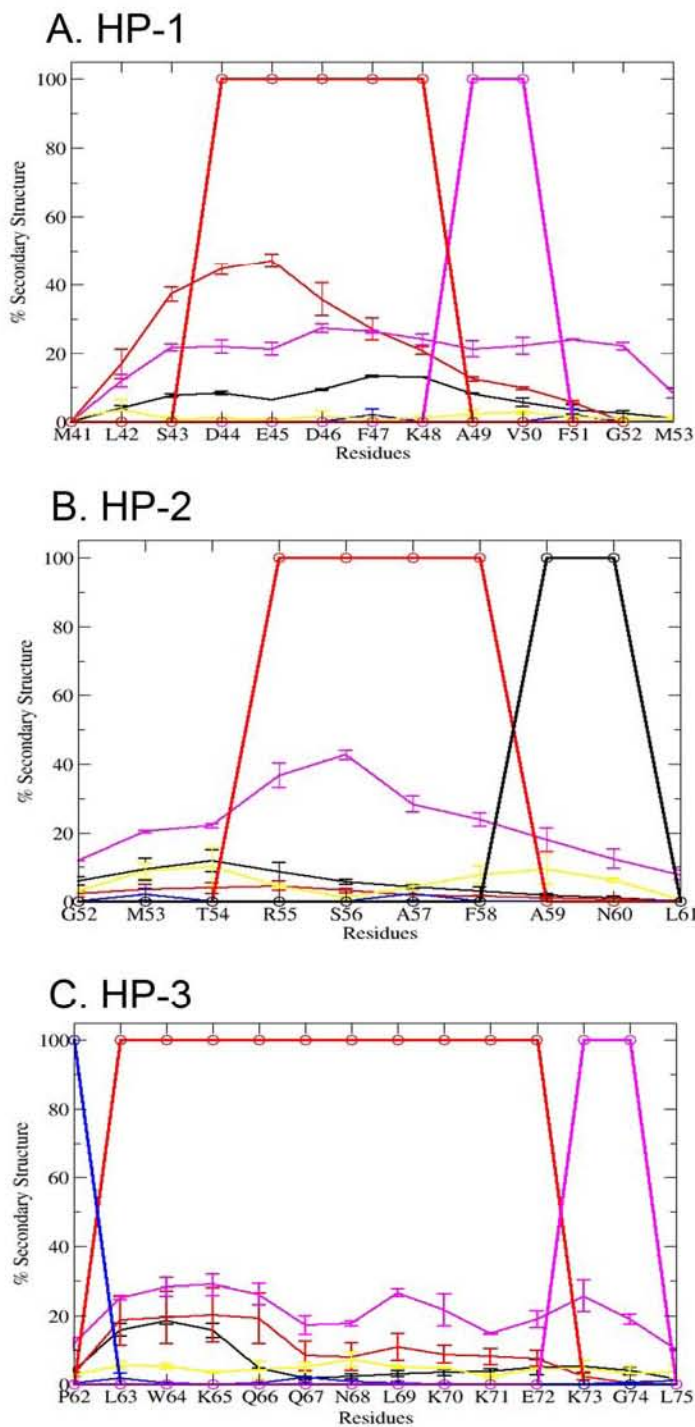 A. HP-1
100
80
60
40
20
0
% Secondary Structure
M41 L42 S43 D44 E45 D46 F47 K48 A49 V50 F51 G52 M53
Residues
B. HP-2
100
80
60
40
20
0
% Secondary Structure
G52 M53 T54 R55 S56 A57 F58 A59 N60 L61
Residues
C. HP-3
100
80
60
40
20
0
% Secondary Structure
P62 L63 W64 K65 Q66 Q67 N68 L69 K70 K71 E72 K73 G74 L75
Residues